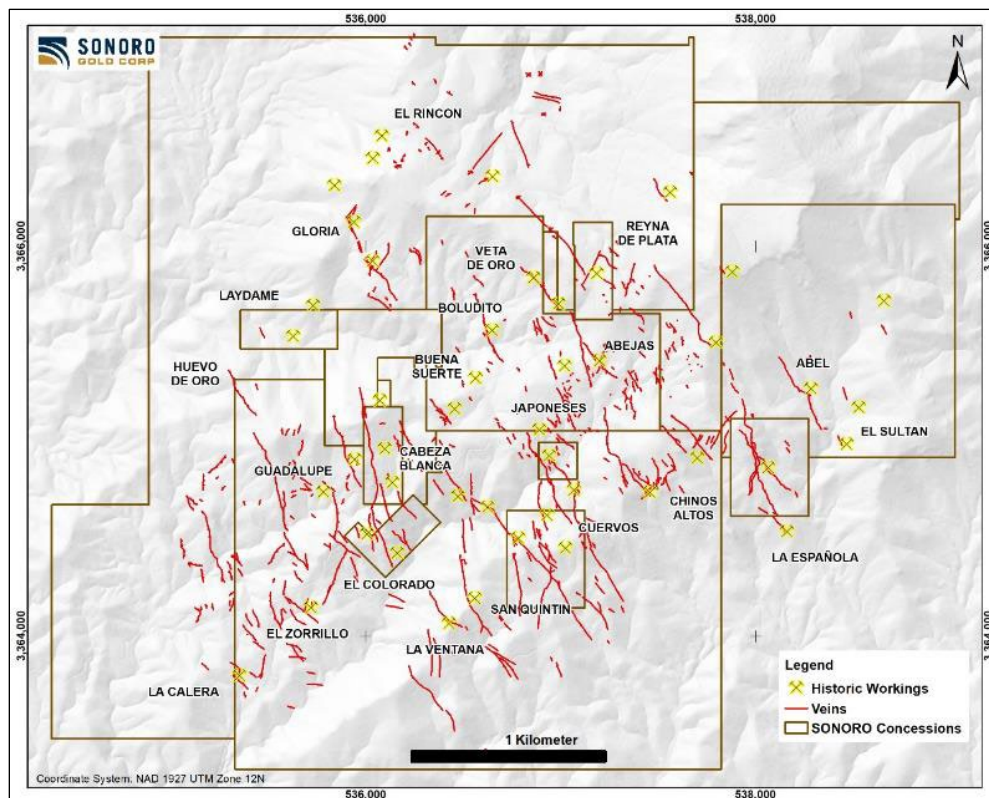 536,000
538,000
SONORO
GOLD CORP
N
EL RINCON
3,366,000
3,366,000
GLORIA
REYNA
DE PLATA
VETA
DE ORO
LAYDAME
BOLUDITO
HUEVO
DE ORO
BUENA
SUERTE
ABEJAS
ABEL
JAPONESES
EL SULTAN
GUADALUPE
CABEZA
BLANCA
CHINOS
ALTOS
CUERVOS
LA ESPAÑOLA
EL COLORADO
SAN QUINTIN
EL ZORRILLO
LA VENTANA
3,364,000
3,364,000
LA CALERA
Legend
Historic Workings
Veins
SONORO Concessions
1 Kilometer
Coordinate System: NAD 1927 UTM Zone 12N
536,000
538,000